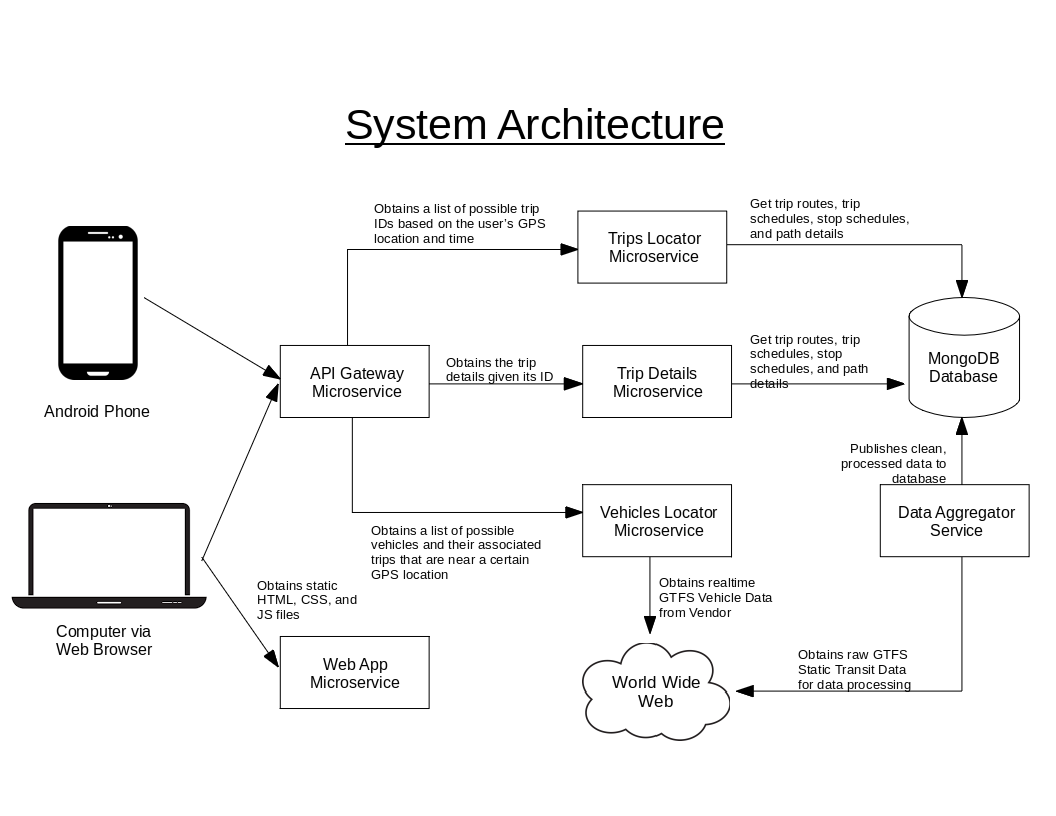 System Architecture
Obtains a list of possible trip
IDs based on the user's GPS
location and time
Trips Locator
Microservice
Get trip routes, trip
schedules, stop schedules,
and path details
Android Phone
API Gateway
Microservice
Obtains the trip
details given its ID
Trip Details
Microservice
Get trip routes, trip
schedules, stop
schedules, and path
details
MongoDB
Database
Publishes clean,
processed data to
database
Computer via
Web Browser
Obtains a list of possible
vehicles and their associated
trips that are near a certain
GPS location
Vehicles Locator
Microservice
Data Aggregator
Service
Obtains static
HTML, CSS, and
JS files
Obtains realtime
GTFS Vehicle Data
from Vendor
Web App
Microservice
World Wide
Web
Obtains raw GTFS
Static Transit Data
for data processing